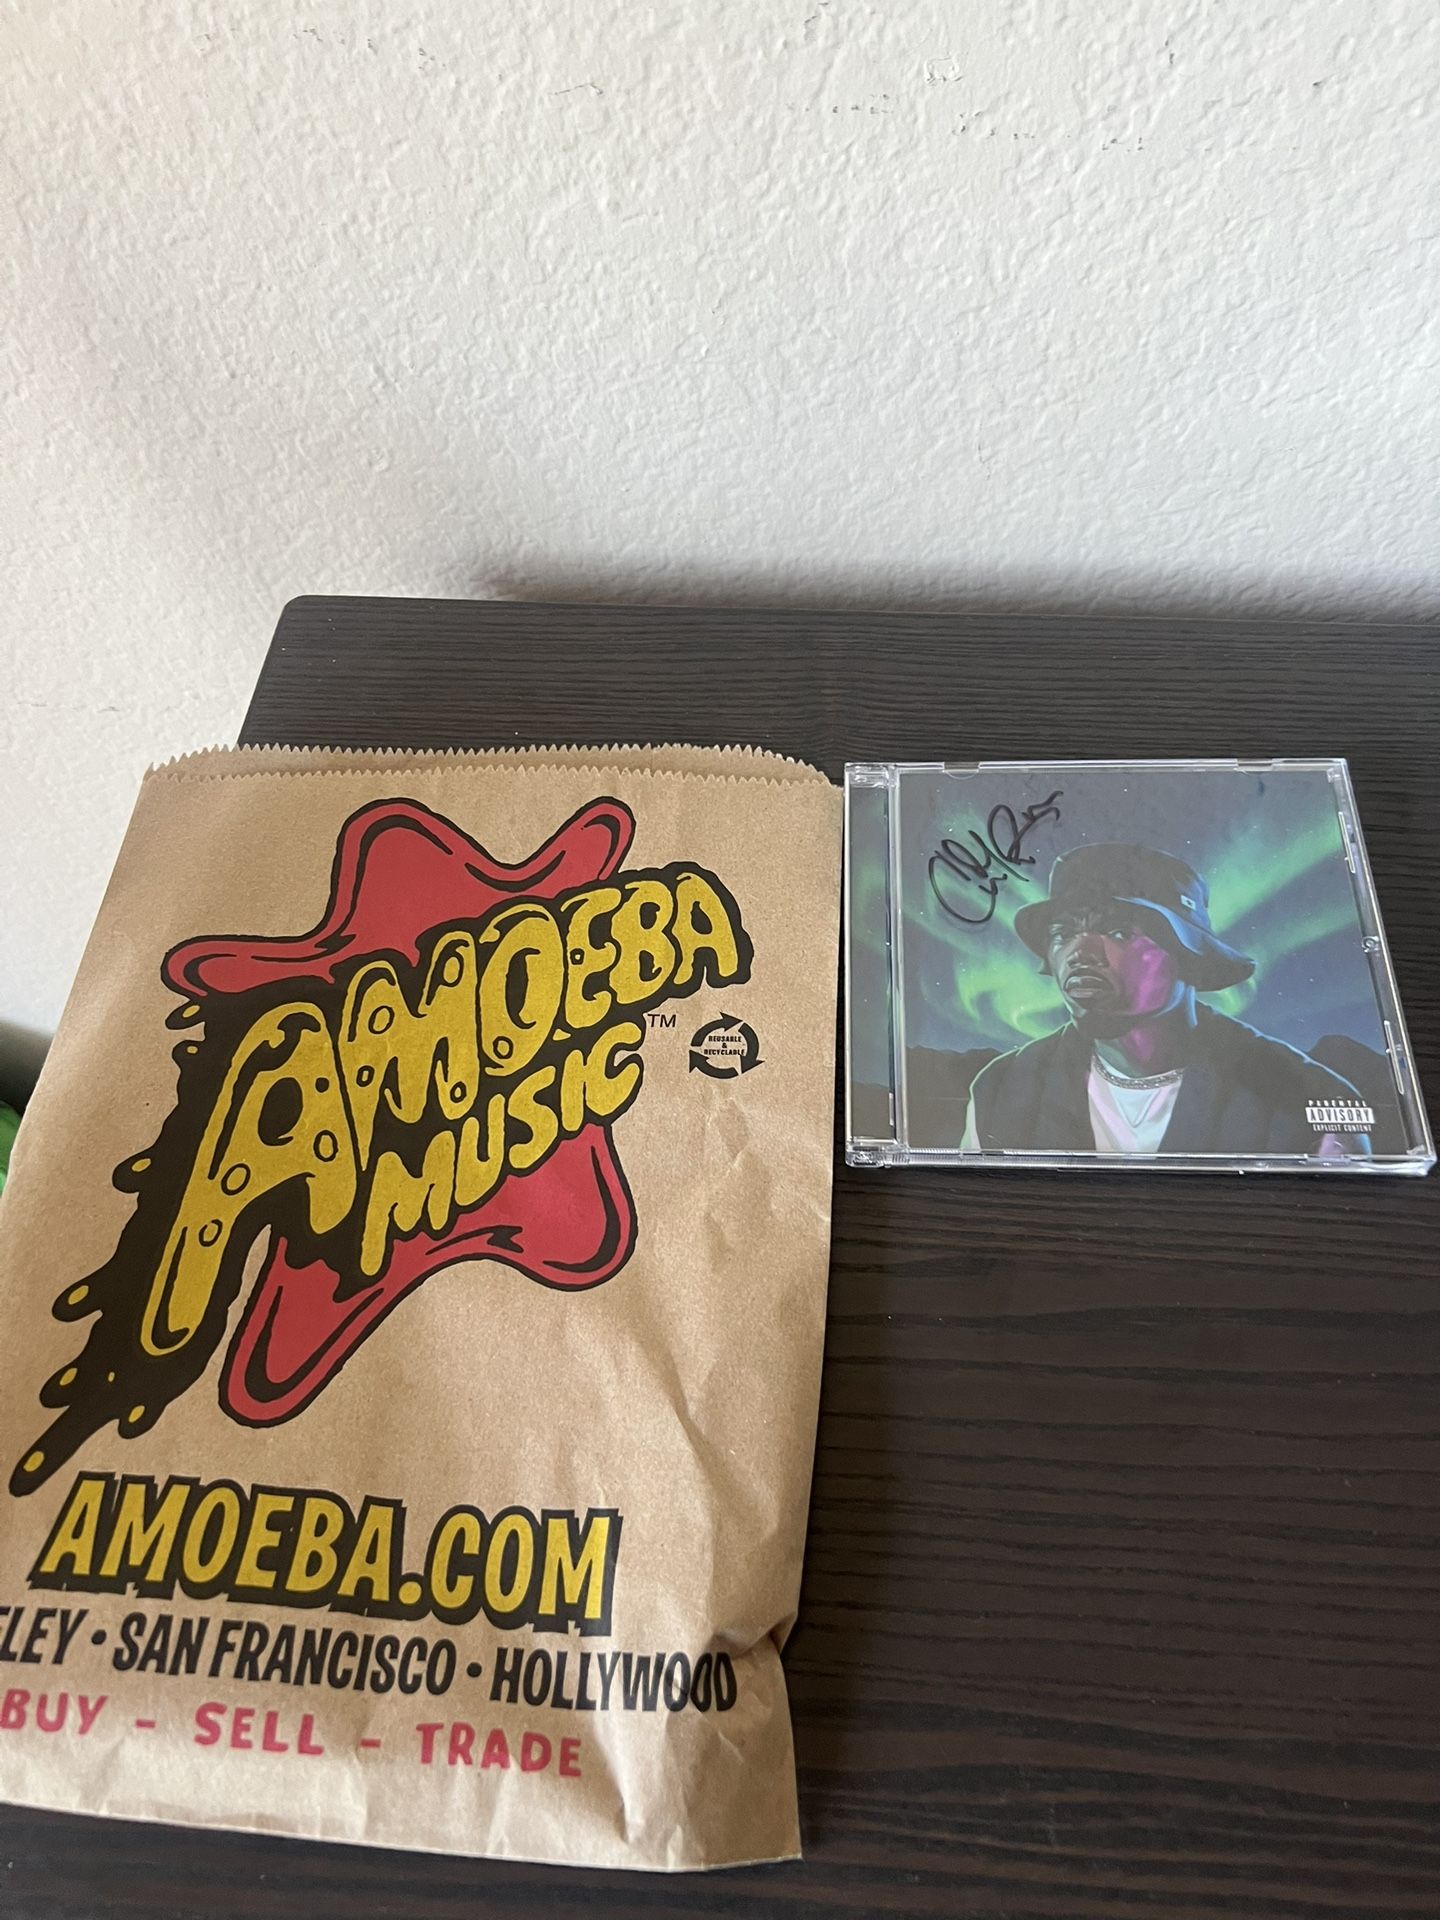 AMOEBA
MUSIC
TM
REUSABLE
&
RECYCLABLE
AMOEBA.COM
ELEY • SAN FRANCISCO • HOLLYWOOD
BUY - SELL - TRADE
PARENTAL
ADVISORY
EXPLICIT CONTENT